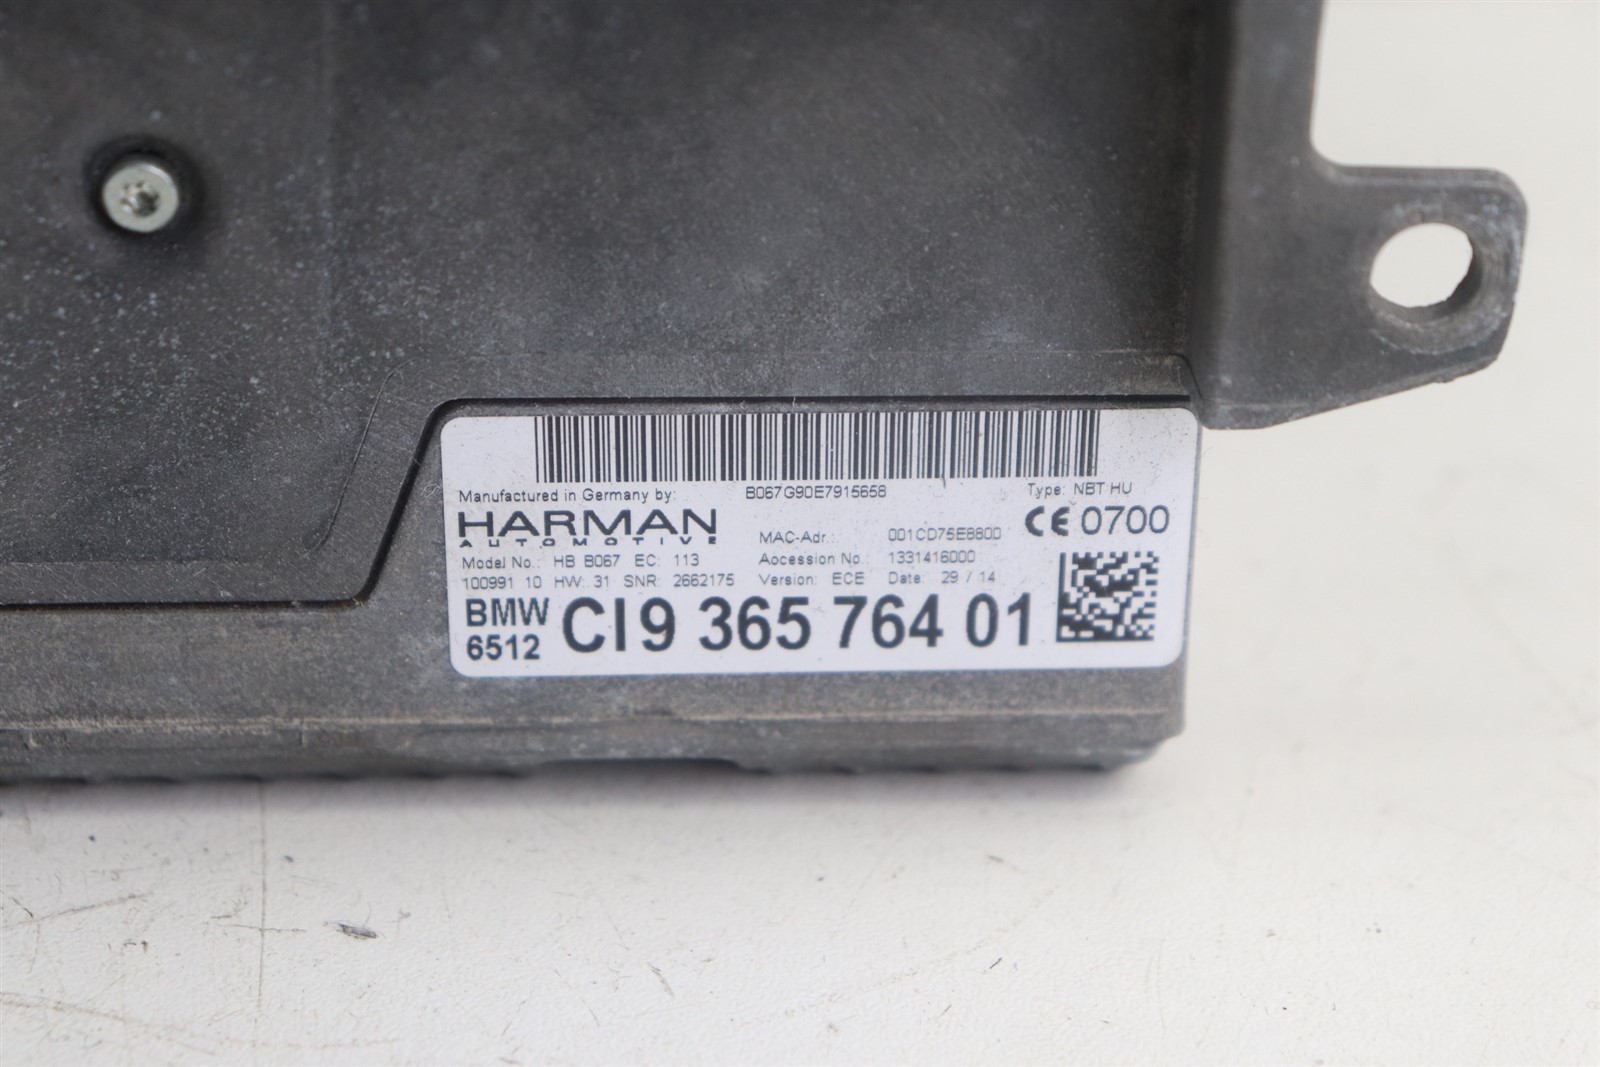 Manufactured in Germany by: B067G90E7915658 Type: NBT HU
HARMAN
AUTOMOTIVE
MAC-Adr.: 001CD75E880D
CE 0700
Model No.: HB B067 EC: 113 Accession No.: 1331416000
100991 10 HW: 31 SNR: 2662175 Version: ECE Date: 29 / 14
BMW
6512
CI9 365 764 01